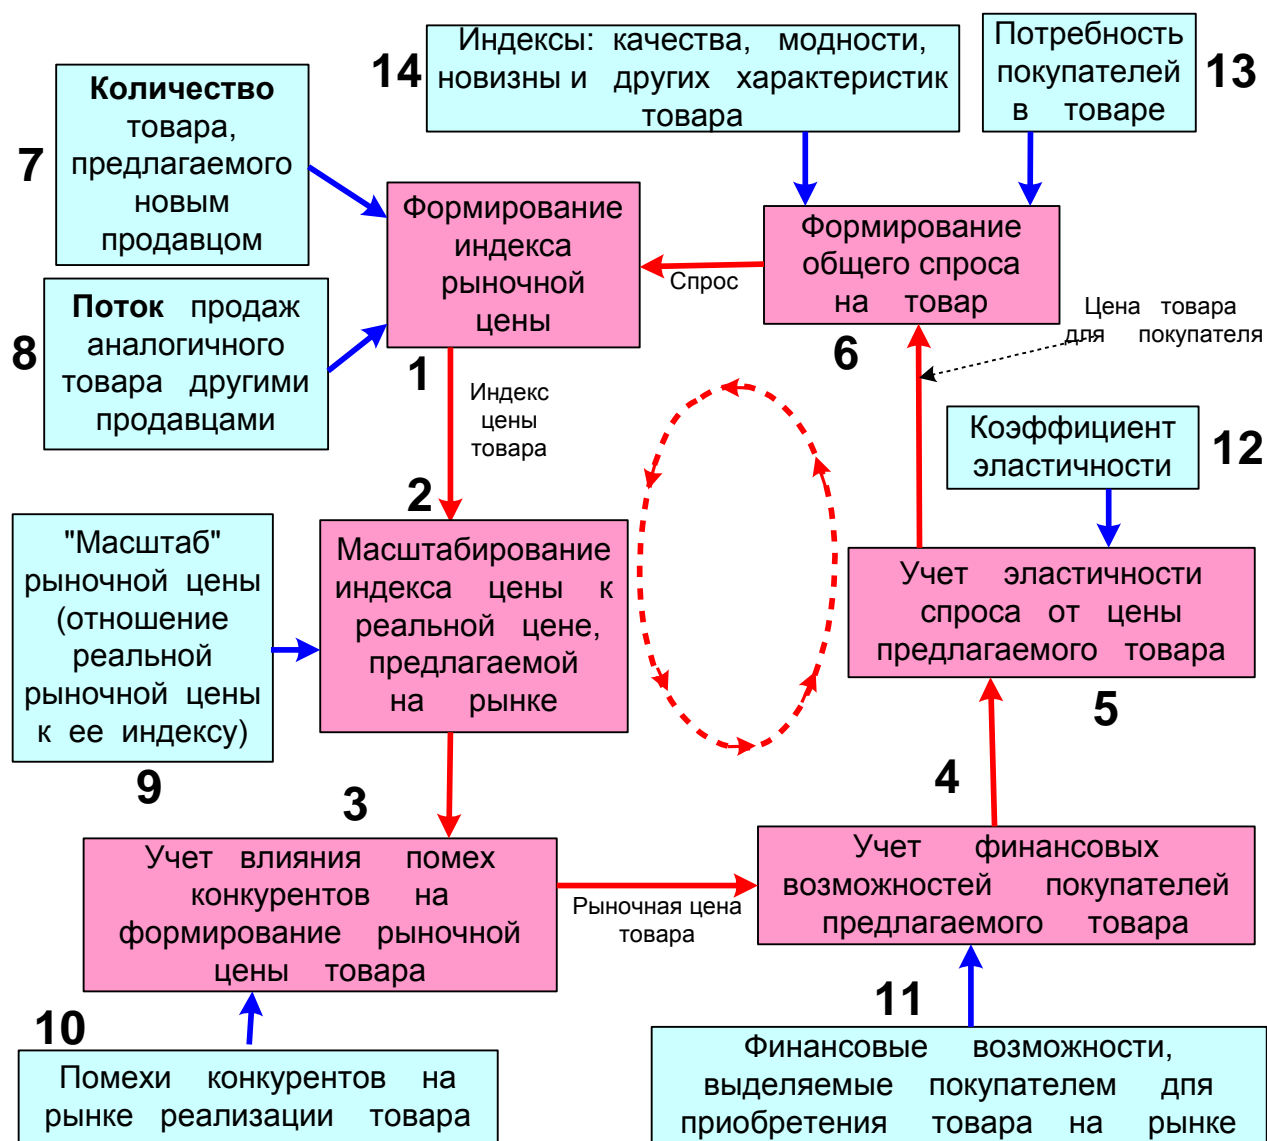 14
Индексы: качества, модности,
новизны и других характеристик
товара
Потребность
покупателей
в товаре
13
7
Количество
товара,
предлагаемого
новым
продавцом
Формирование
индекса
рыночной
цены
1
Спрос
Формирование
общего спроса
на товар
6
Цена товара
для покупателя
8
Поток продаж
аналогичного
товара другими
продавцами
Индекс
цены
товара
Коэффициент
эластичности
12
2
"Масштаб"
рыночной цены
(отношение
реальной
рыночной цены
к ее индексу)
9
Масштабирование
индекса цены к
реальной цене,
предлагаемой
на рынке
Учет эластичности
спроса от цены
предлагаемого товара
5
4
3
Учет влияния помех
конкурентов на
формирование рыночной
цены товара
Рыночная цена
товара
Учет финансовых
возможностей покупателей
предлагаемого товара
10
11
Помехи конкурентов на
рынке реализации товара
Финансовые возможности,
выделяемые покупателем дпя
приобретения товара на рынке